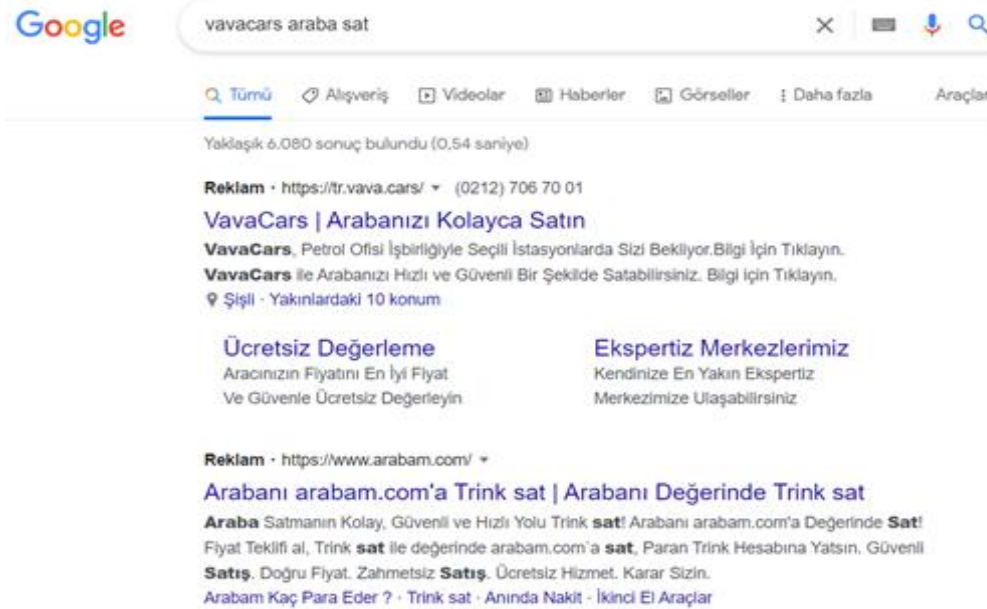 Google
vavacars araba sat
Tümü Alışveriş Videolar Haberler Görseller Daha fazla Araçlar
Yaklaşık 6.080 sonuç bulundu (0,54 saniye)
Reklam · https://tr.vava.cars/ (0212) 706 70 01
VavaCars | Arabanızı Kolayca Satın
VavaCars, Petrol Ofisi İşbirliğiyle Seçili İstasyonlarda Sizi Bekliyor.Bilgi İçin Tıklayın.
VavaCars ile Arabanızı Hızlı ve Güvenli Bir Şekilde Satabilirsiniz. Bilgi için Tıklayın.
Şişli · Yakınlardaki 10 konum
Ücretsiz Değerleme
Aracınızın Fiyatını En İyi Fiyat
Ve Güvenle Ücretsiz Değerleyin
Ekspertiz Merkezlerimiz
Kendinize En Yakın Ekspertiz
Merkezimize Ulaşabilirsiniz
Reklam · https://www.arabam.com/
Arabanı arabam.com'a Trink sat | Arabanı Değerinde Trink sat
Araba Satmanın Kolay, Güvenli ve Hızlı Yolu Trink sat! Arabanı arabam.com'a Değerinde Sat!
Fiyat Teklifi al, Trink sat ile değerinde arabam.com`a sat, Paran Trink Hesabına Yatsın. Güvenli
Satış. Doğru Fiyat. Zahmetsiz Satış. Ücretsiz Hizmet. Karar Sizin.
Arabam Kaç Para Eder ? · Trink sat · Anında Nakit · İkinci El Araçlar